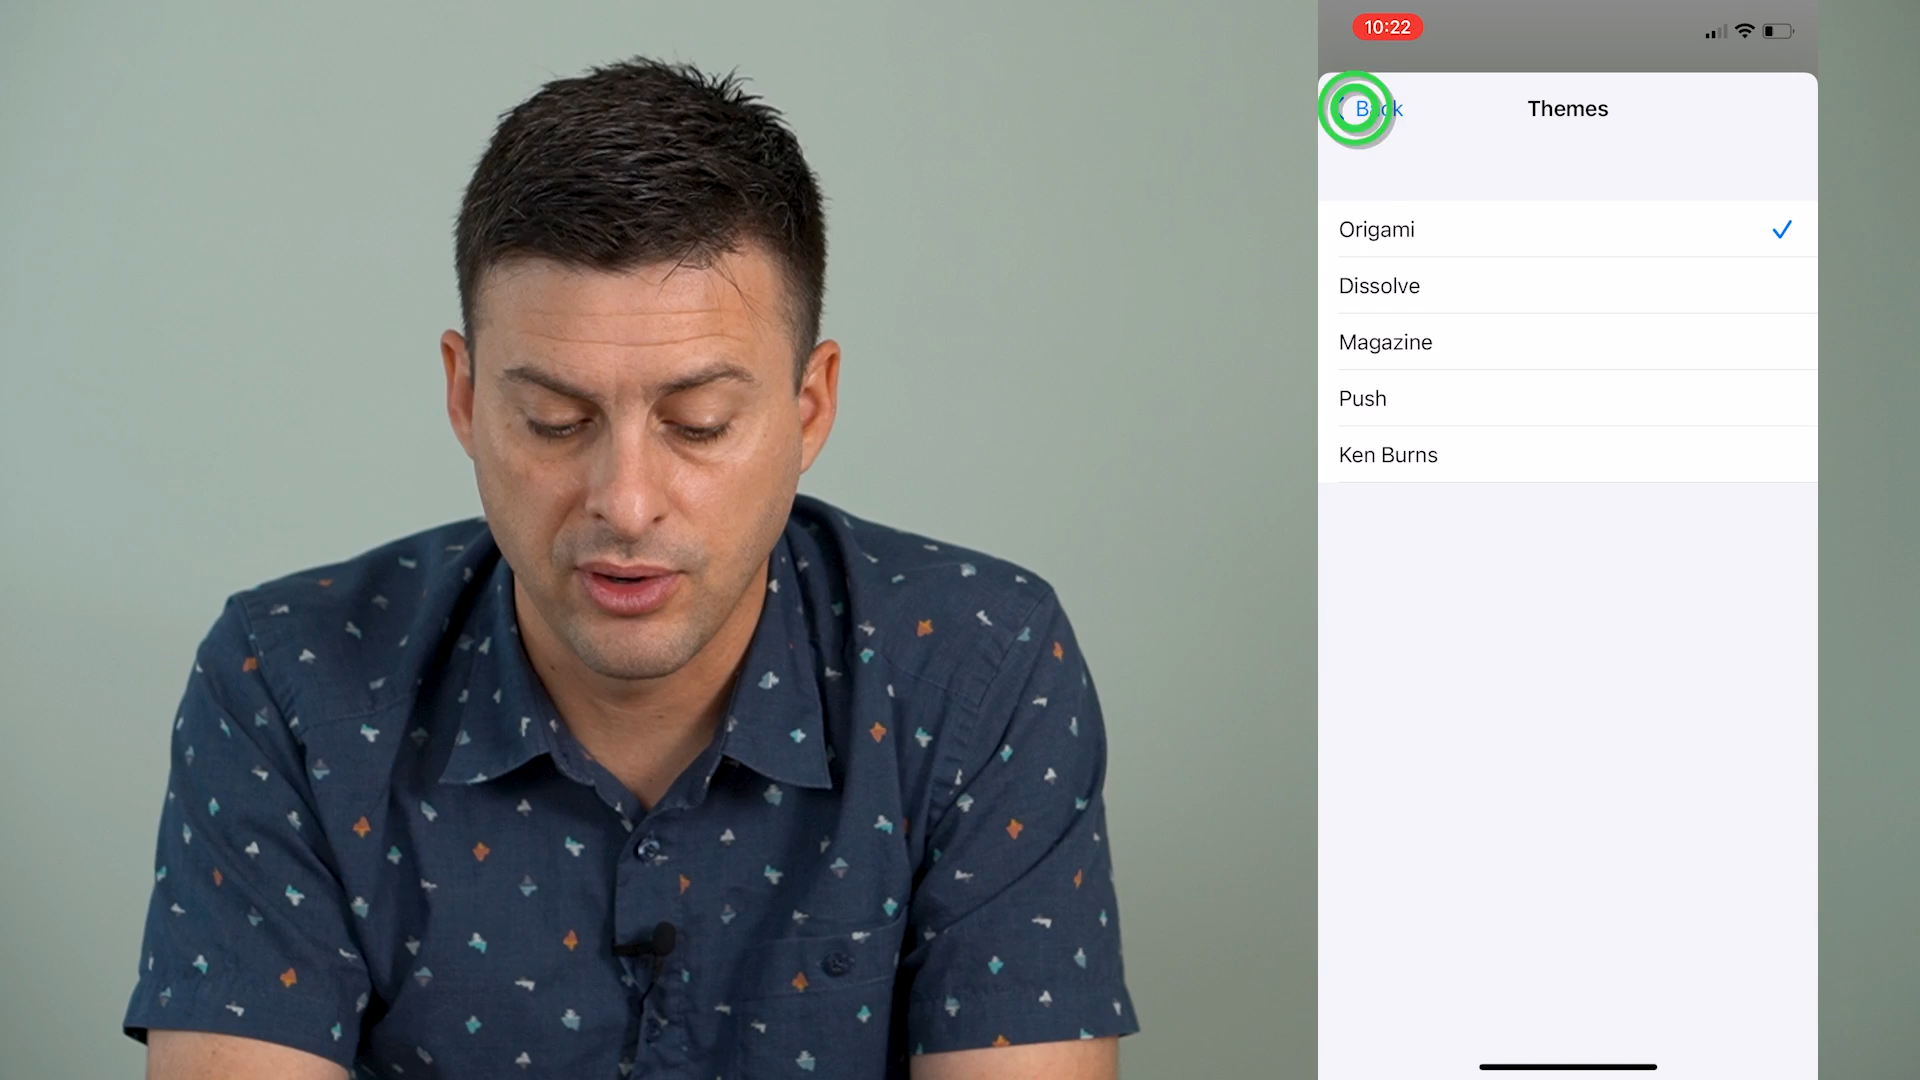 10:22
Back
Themes
Origami
Dissolve
Magazine
Push
Ken Burns